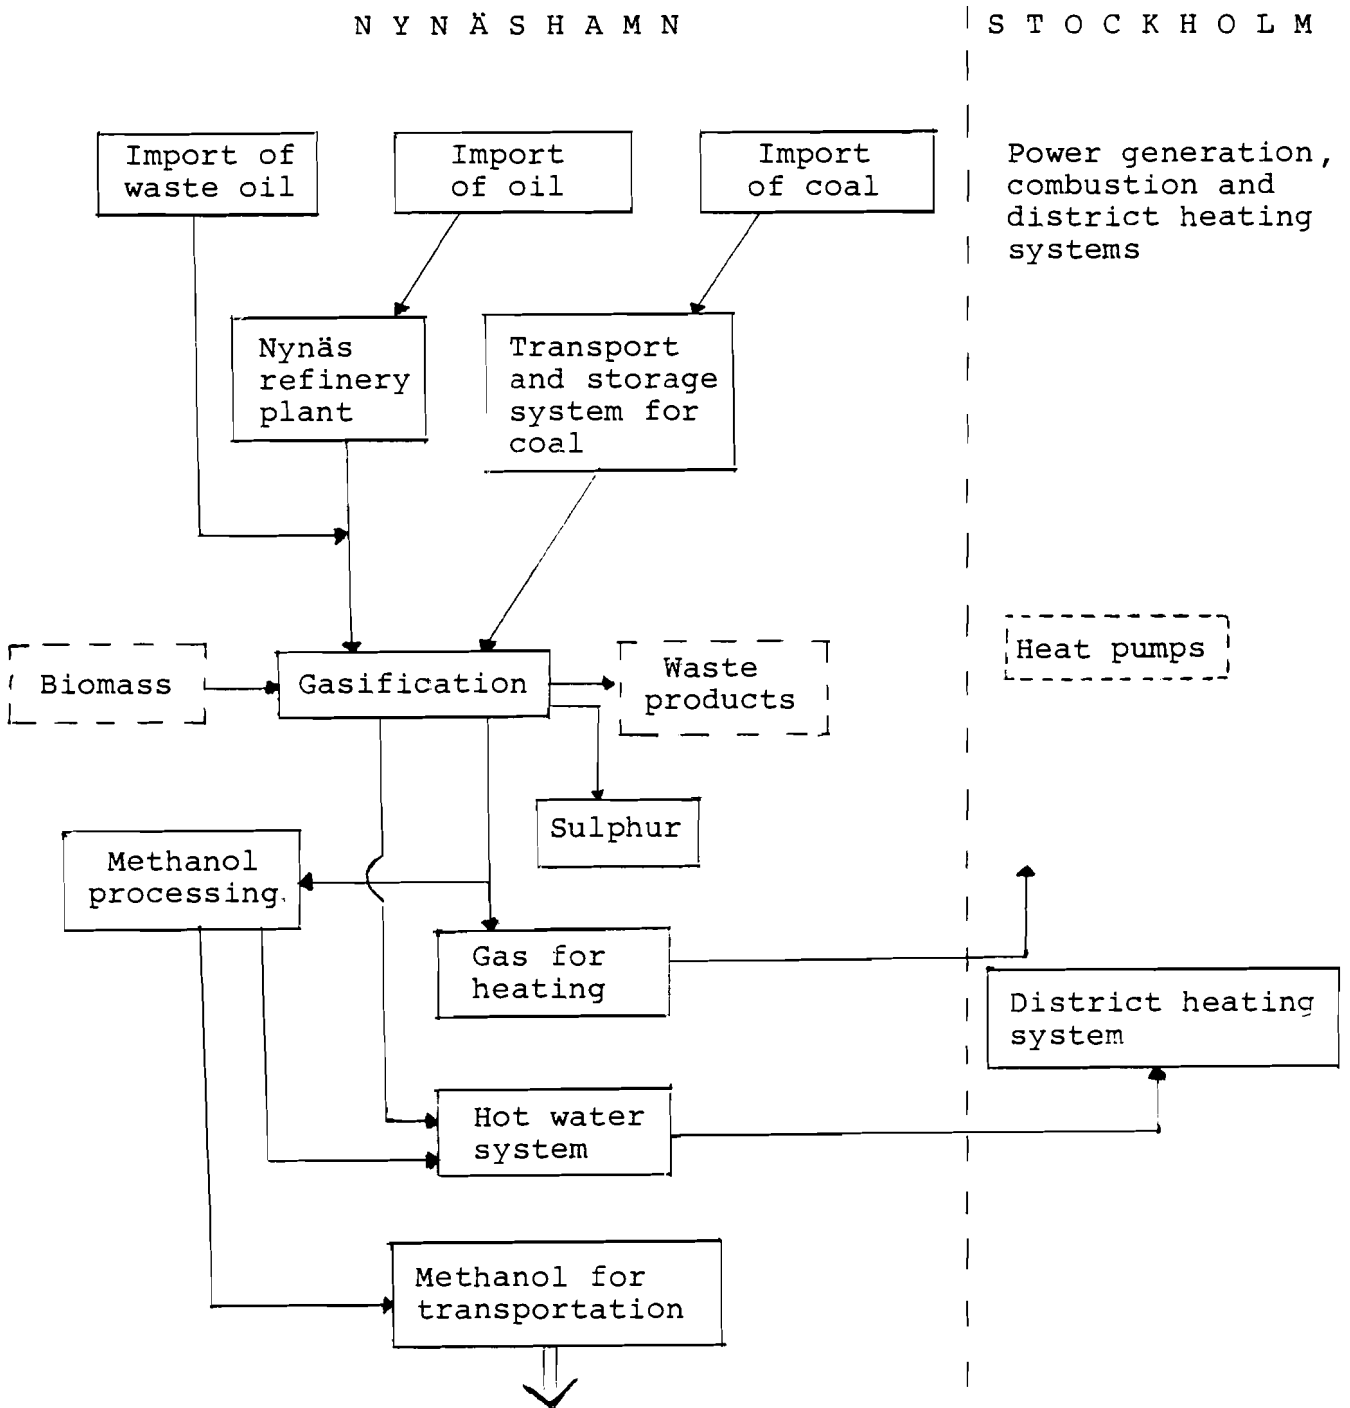 N Y N Ä S H A M N
S T O C K H O L M
Import of
waste oil
Import
of oil
Import
of coal
Power generation,
combustion and
district heating
systems
Nynäs
refinery
plant
Transport
and storage
system for
coal
Biomass
Gasification
Waste
products
Heat pumps
Sulphur
Methanol
processing
Gas for
heating
District heating
system
Hot water
system
Methanol for
transportation